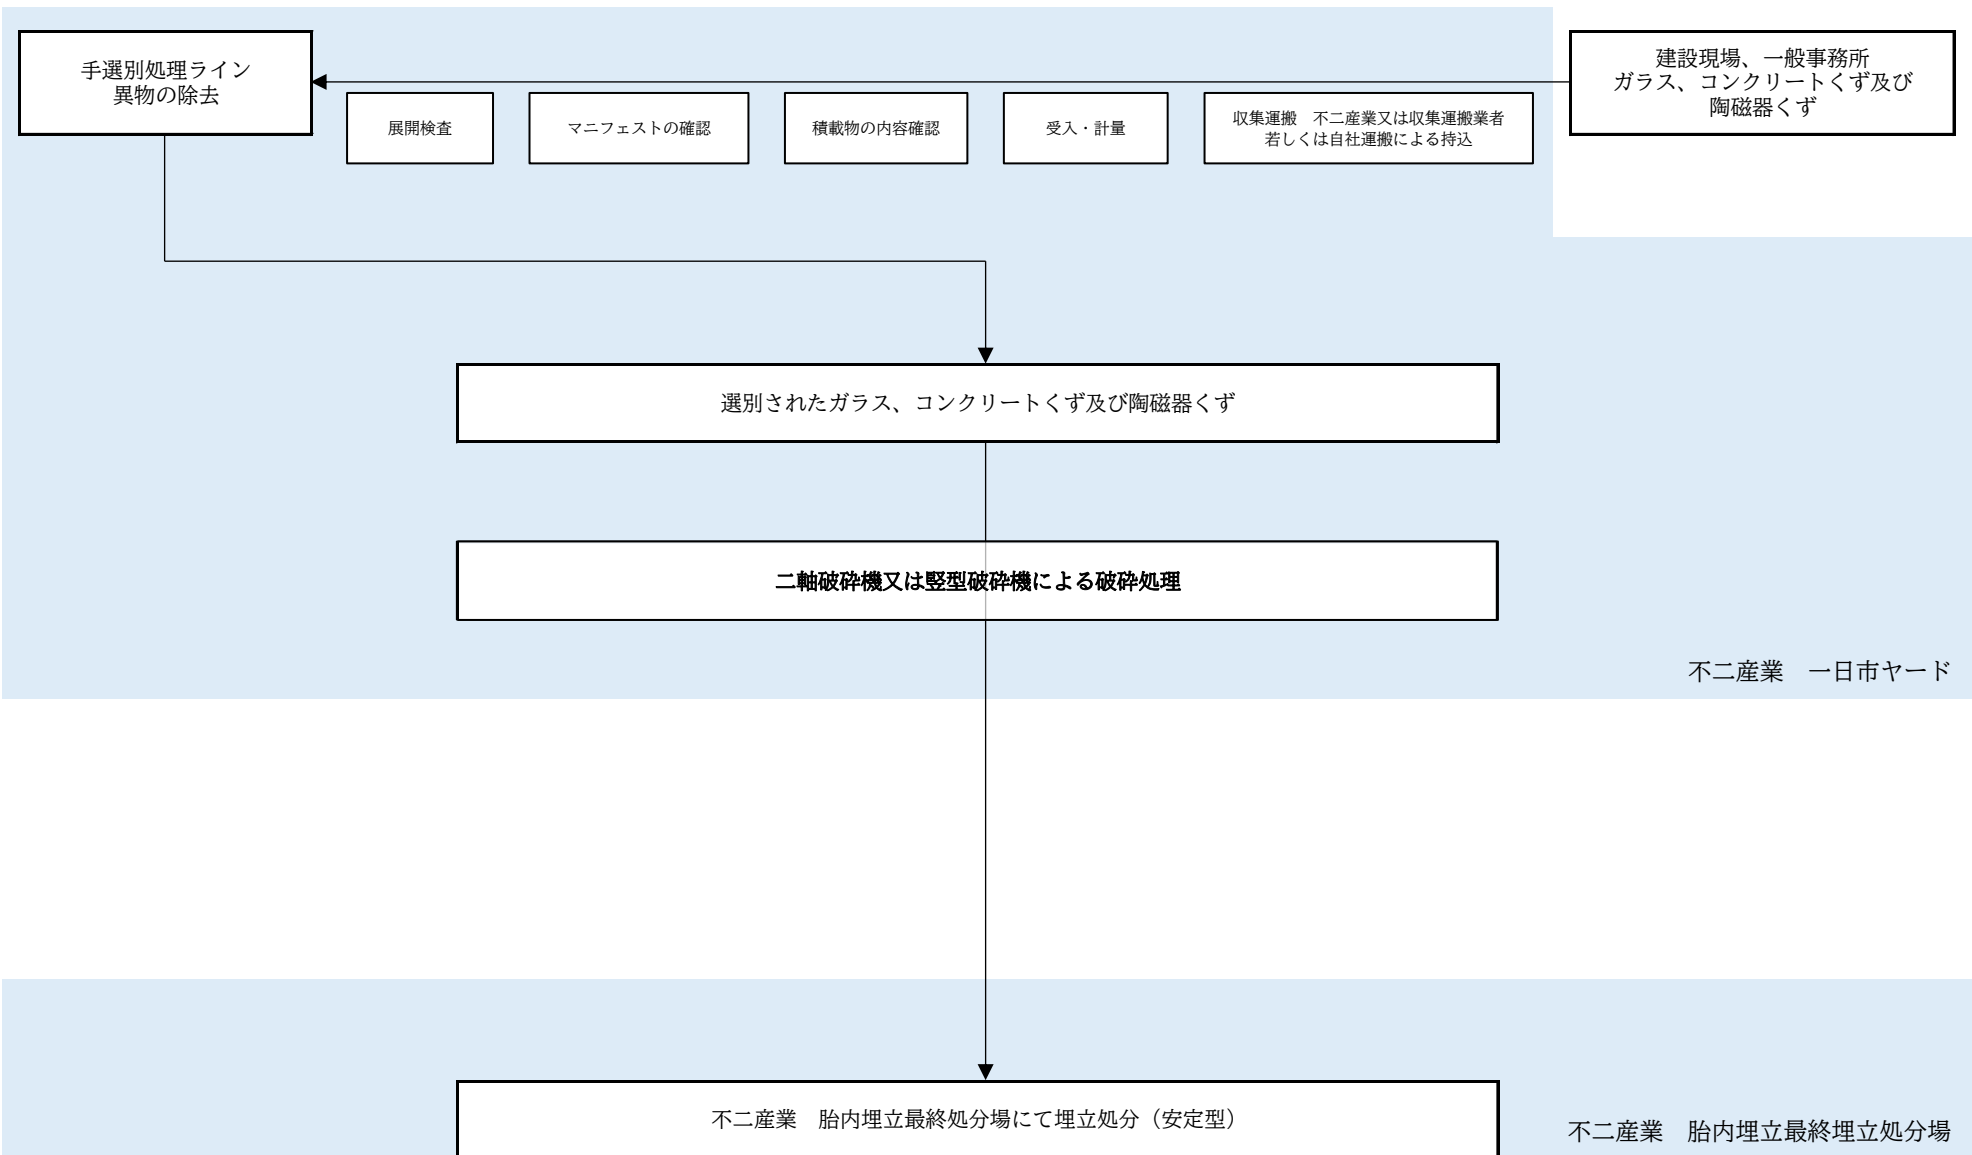 手選別処理ライン
異物の除去
建設現場、一般事務所
ガラス、コンクリートくず及び
陶磁器くず
展開検査
マニフェストの確認
積載物の内容確認
受入・計量
収集運搬　不二産業又は収集運搬業者
若しくは自社運搬による持込
選別されたガラス、コンクリートくず及び陶磁器くず
二軸破砕機又は竪型破砕機による破砕処理
不二産業　一日市ヤード
不二産業　胎内埋立最終処分場にて埋立処分（安定型）
不二産業　胎内埋立最終埋立処分場